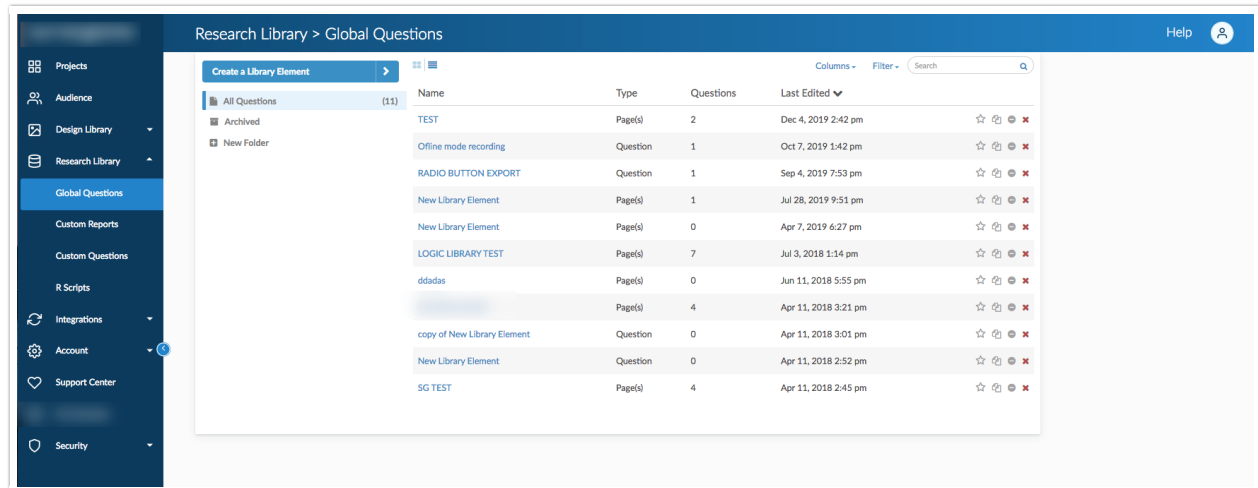 Research Library > Global Questions
Help
Projects
Audience
Design Library
Research Library
Global Questions
Custom Reports
Custom Questions
R Scripts
Integrations
Account
Support Center
Security
Create a Library Element
All Questions (11)
Archived
New Folder
Columns Filter Search
Name Type Questions Last Edited
TEST Page(s) 2 Dec 4, 2019 2:42 pm
Ofline mode recording Question 1 Oct 7, 2019 1:42 pm
RADIO BUTTON EXPORT Question 1 Sep 4, 2019 7:53 pm
New Library Element Page(s) 1 Jul 28, 2019 9:51 pm
New Library Element Page(s) 0 Apr 7, 2019 6:27 pm
LOGIC LIBRARY TEST Page(s) 7 Jul 3, 2018 1:14 pm
ddadas Page(s) 0 Jun 11, 2018 5:55 pm
Page(s) 4 Apr 11, 2018 3:21 pm
copy of New Library Element Question 0 Apr 11, 2018 3:01 pm
New Library Element Question 0 Apr 11, 2018 2:52 pm
SG TEST Page(s) 4 Apr 11, 2018 2:45 pm